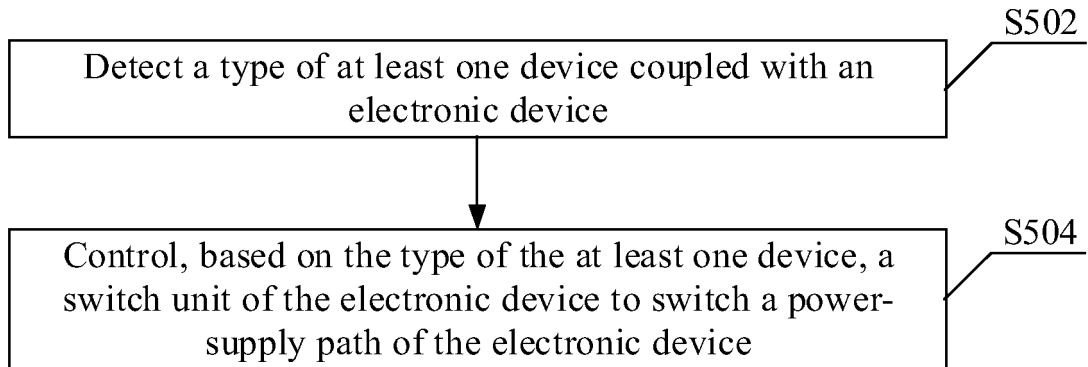 S502
Detect a type of at least one device coupled with an
electronic device
S504
Control, based on the type of the at least one device, a
switch unit of the electronic device to switch a power-
supply path of the electronic device